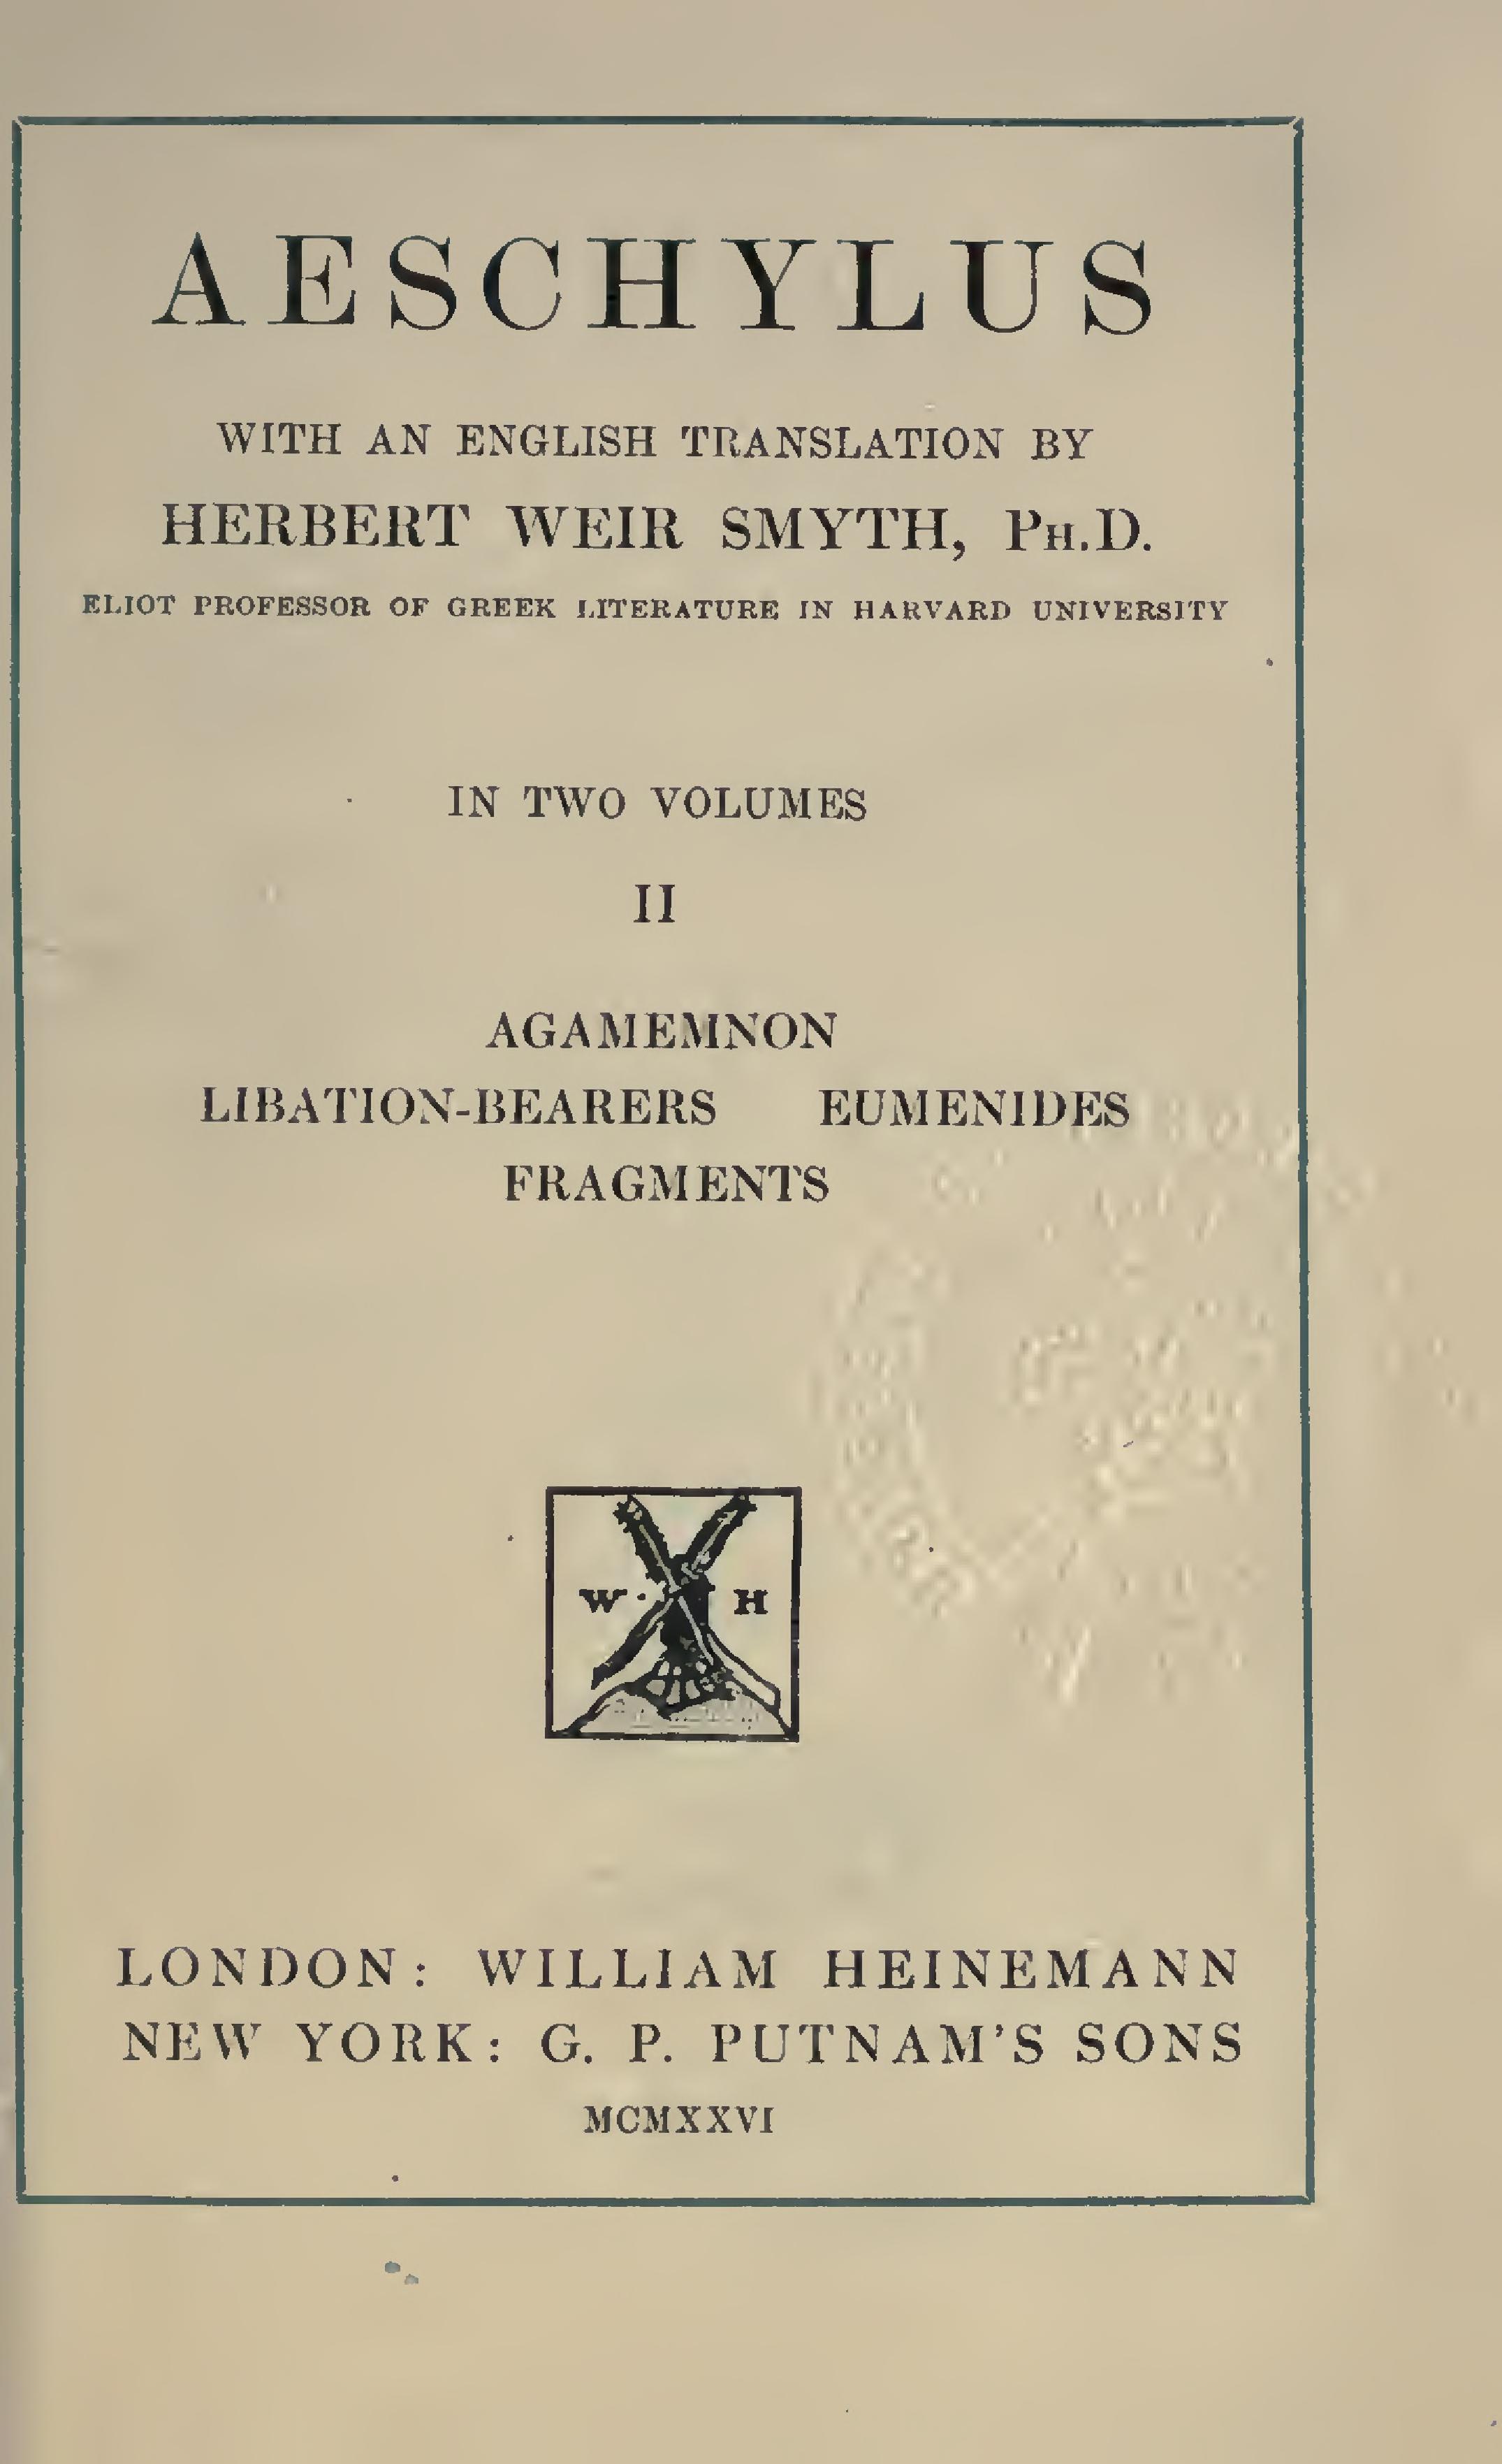 AESCHYLUS
WITH AN ENGLISH TRANSLATION BY
HERBERT WEIR SMYTH, PH.D.
ELIOT PROFESSOR OF GREEK LITERATURE IN HARVARD UNIVERSITY
IN TWO VOLUMES
II
AGAMEMNON
LIBATION-BEARERS EUMENIDES
FRAGMENTS
W · H
LONDON: WILLIAM HEINEMANN
NEW YORK: G. P. PUTNAM'S SONS
MCMXXVI